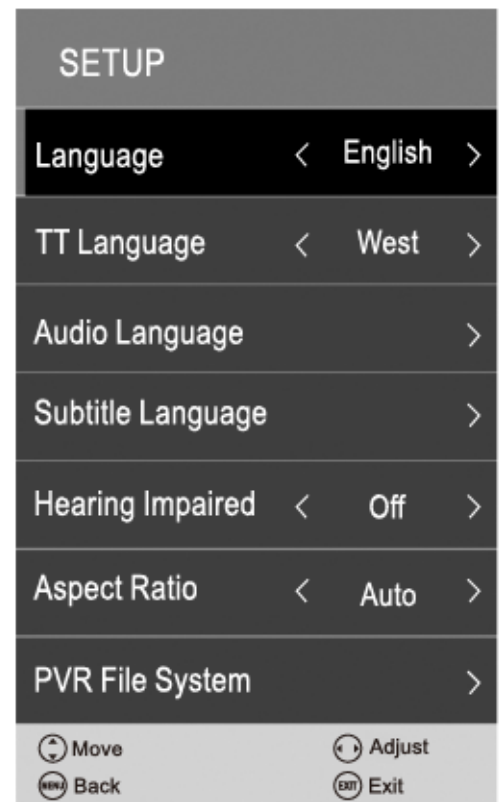 SETUP
Language < English >
TT Language < West >
Audio Language >
Subtitle Language >
Hearing Impaired < Off >
Aspect Ratio < Auto >
PVR File System >
Move Adjust
MENU Back EXIT Exit